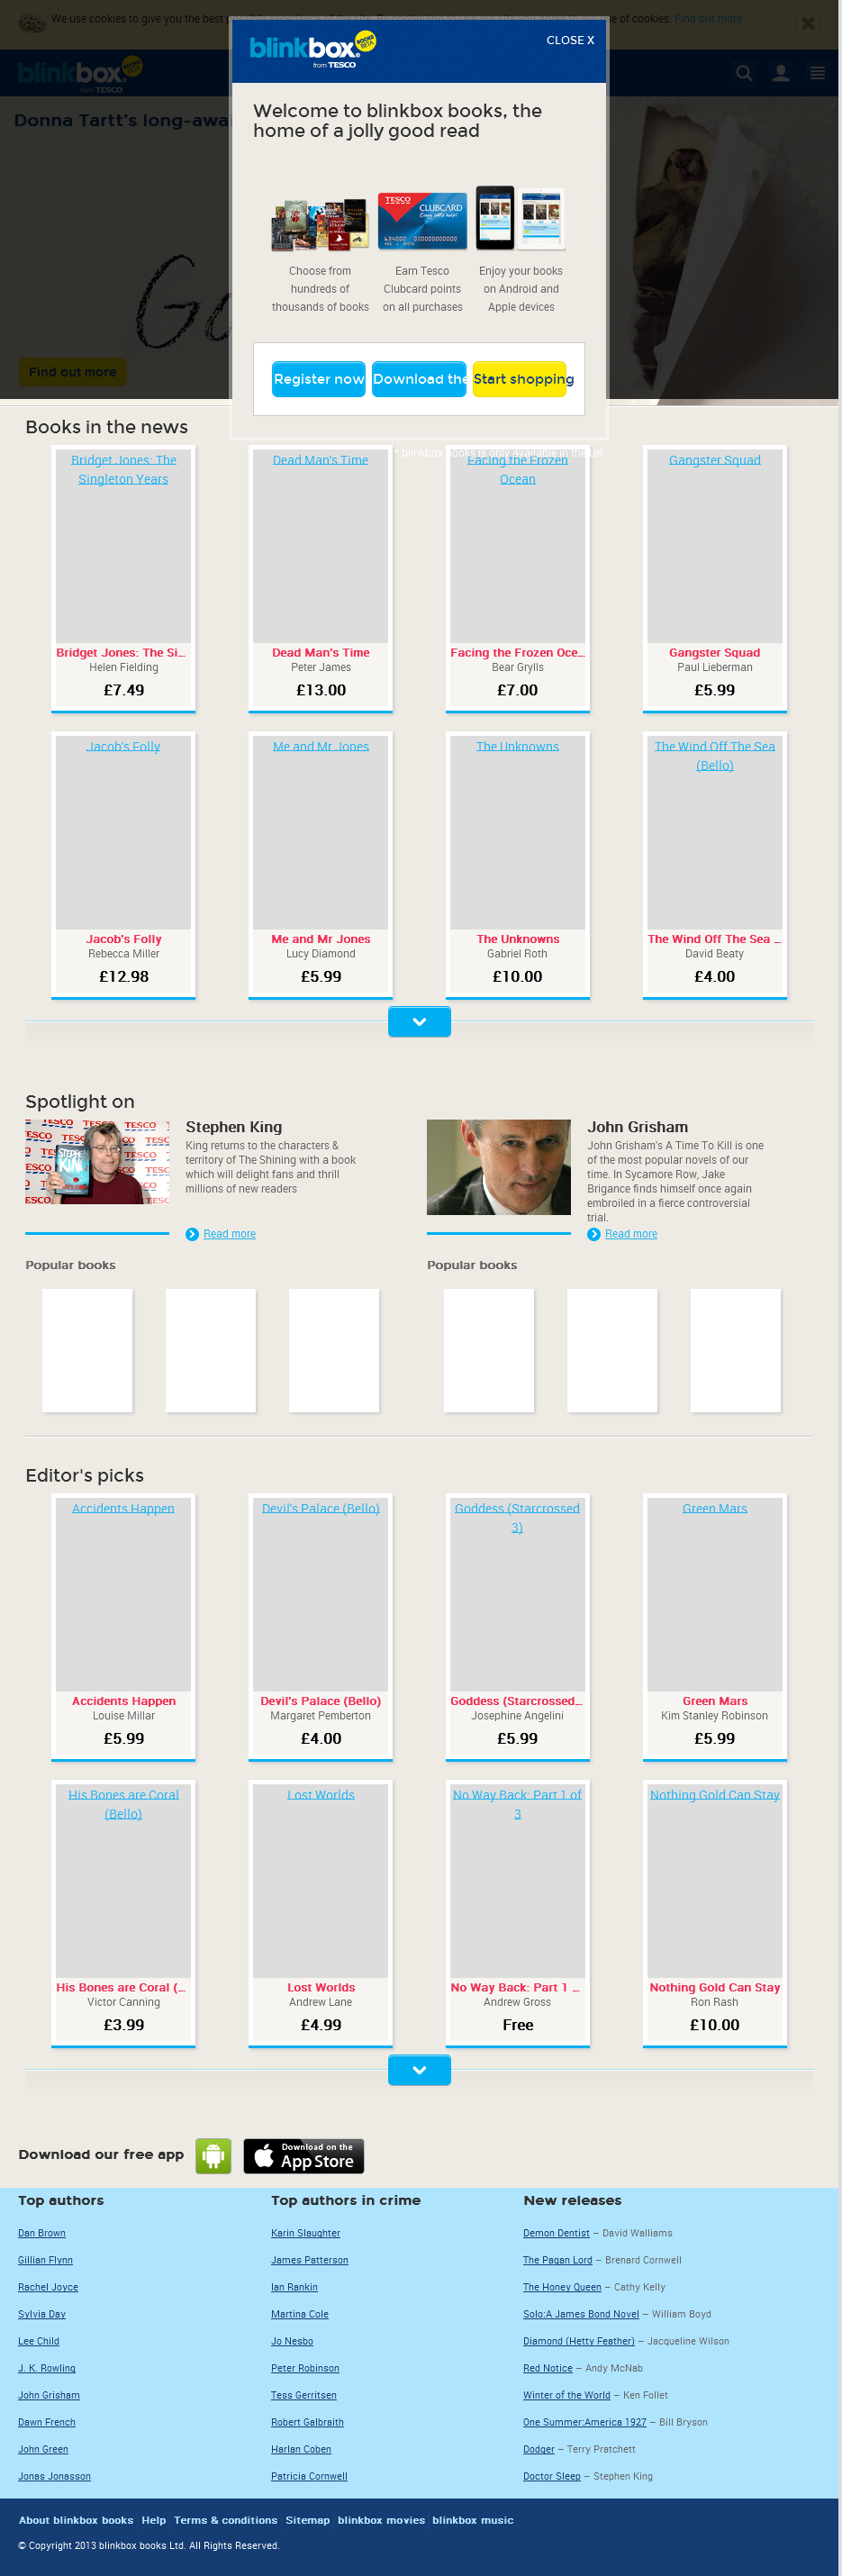 We use cookies to give you the best possible experience of the site. By
e of cookies. Find out more
blinkbox
BOOKS BETA
from TESCO
CLOSE X
blinkbox
from TESCO
Donna Tartt's long-awai
Welcome to blinkbox books, the
home of a jolly good read
TESCO
CLUBCARD
Every little helps
634000 020000000000
Choose from
hundreds of
thousands of books
Earn Tesco
Clubcard points
on all purchases
Enjoy your books
on Android and
Apple devices
Go
Find out more
Register now
Download the
Start shopping
* blinkbox books is only available in the UK
Books in the news
Bridget Jones: The
Singleton Years
Dead Man's Time
Facing the Frozen
Ocean
Gangster Squad
Bridget Jones: The Si...
Dead Man's Time
Facing the Frozen Oce...
Gangster Squad
Helen Fielding
Peter James
Bear Grylls
Paul Lieberman
£7.49
£13.00
£7.00
£5.99
Jacob's Folly
Me and Mr Jones
The Unknowns
The Wind Off The Sea
(Bello)
Jacob's Folly
Me and Mr Jones
The Unknowns
The Wind Off The Sea ...
Rebecca Miller
Lucy Diamond
Gabriel Roth
David Beaty
£12.98
£5.99
£10.00
£4.00
Spotlight on
TESCO
STEPHEN
KING
Stephen King
King returns to the characters &
territory of The Shining with a book
which will delight fans and thrill
millions of new readers
Read more
John Grisham
John Grisham's A Time To Kill is one
of the most popular novels of our
time. In Sycamore Row, Jake
Brigance finds himself once again
embroiled in a fierce controversial
trial.
Read more
Popular books
Popular books
Editor's picks
Accidents Happen
Devil's Palace (Bello)
Goddess (Starcrossed
3)
Green Mars
Accidents Happen
Devil's Palace (Bello)
Goddess (Starcrossed...
Green Mars
Louise Millar
Margaret Pemberton
Josephine Angelini
Kim Stanley Robinson
£5.99
£4.00
£5.99
£5.99
His Bones are Coral
(Bello)
Lost Worlds
No Way Back: Part 1 of
3
Nothing Gold Can Stay
His Bones are Coral (...
Lost Worlds
No Way Back: Part 1 ...
Nothing Gold Can Stay
Victor Canning
Andrew Lane
Andrew Gross
Ron Rash
£3.99
£4.99
Free
£10.00
Download our free app
Download on the
App Store
Top authors
Dan Brown
Gillian Flynn
Rachel Joyce
Sylvia Day
Lee Child
J. K. Rowling
John Grisham
Dawn French
John Green
Jonas Jonasson
Top authors in crime
Karin Slaughter
James Patterson
Ian Rankin
Martina Cole
Jo Nesbo
Peter Robinson
Tess Gerritsen
Robert Galbraith
Harlan Coben
Patricia Cornwell
New releases
Demon Dentist – David Walliams
The Pagan Lord – Brenard Cornwell
The Honey Queen – Cathy Kelly
Solo:A James Bond Novel – William Boyd
Diamond (Hetty Feather) – Jacqueline Wilson
Red Notice – Andy McNab
Winter of the World – Ken Follet
One Summer:America 1927 – Bill Bryson
Dodger – Terry Pratchett
Doctor Sleep – Stephen King
About blinkbox books Help Terms & conditions Sitemap blinkbox movies blinkbox music
© Copyright 2013 blinkbox books Ltd. All Rights Reserved.